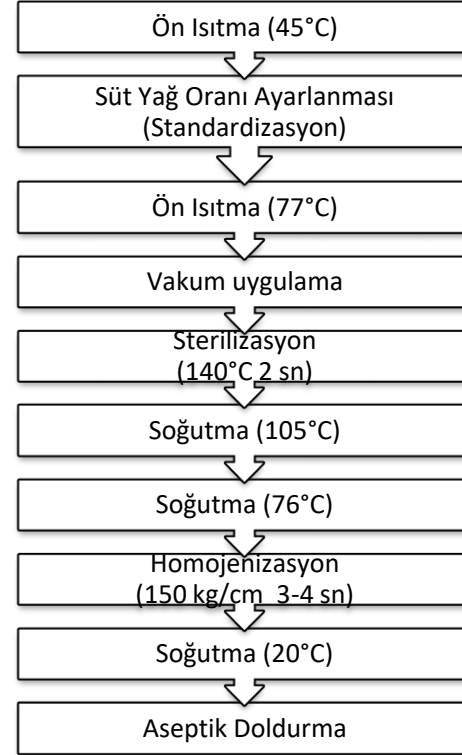 Ön Isıtma (45°C)
Süt Yağ Oranı Ayarlanması
(Standardizasyon)
Ön Isıtma (77°C)
Vakum uygulama
Sterilizasyon
(140°C 2 sn)
Soğutma (105°C)
Soğutma (76°C)
Homojenizasyon
(150 kg/cm 3-4 sn)
Soğutma (20°C)
Aseptik Doldurma